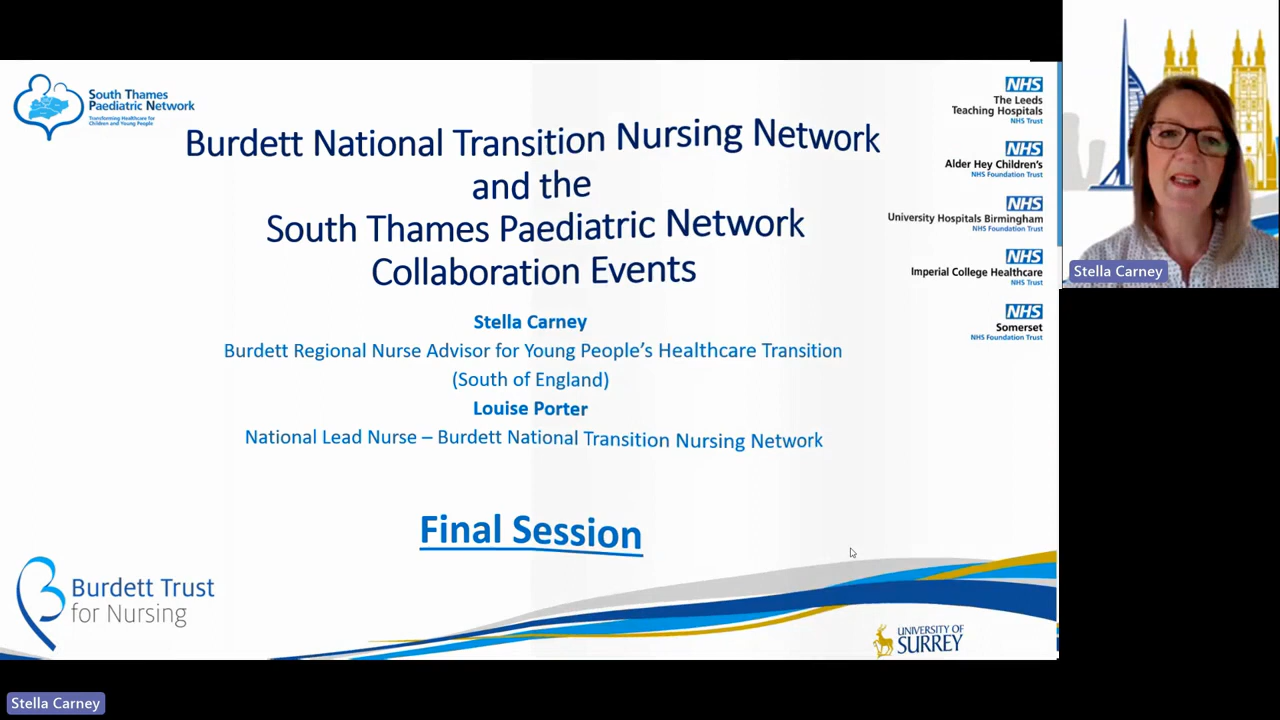 South Thames
Paediatric Network
Transforming Healthcare for
Children and Young People
Burdett National Transition Nursing Network
and the
South Thames Paediatric Network
Collaboration Events
Stella Carney
Burdett Regional Nurse Advisor for Young People's Healthcare Transition
(South of England)
Louise Porter
National Lead Nurse – Burdett National Transition Nursing Network
Final Session
NHS
The Leeds
Teaching Hospitals
NHS Trust
NHS
Alder Hey Children's
NHS Foundation Trust
NHS
University Hospitals Birmingham
NHS Foundation Trust
NHS
Imperial College Healthcare
NHS Trust
NHS
Somerset
NHS Foundation Trust
Stella Carney
Burdett Trust
for Nursing
UNIVERSITY OF
SURREY
Stella Carney